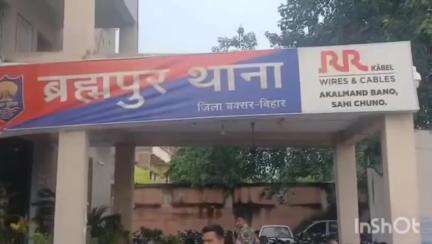 ब्रह्मपुर थाना
जिला बक्सर-बिहार
RR
KABEL
WIRES & CABLES
AKALMAND BANO,
SAHI CHUNO.
InShOt